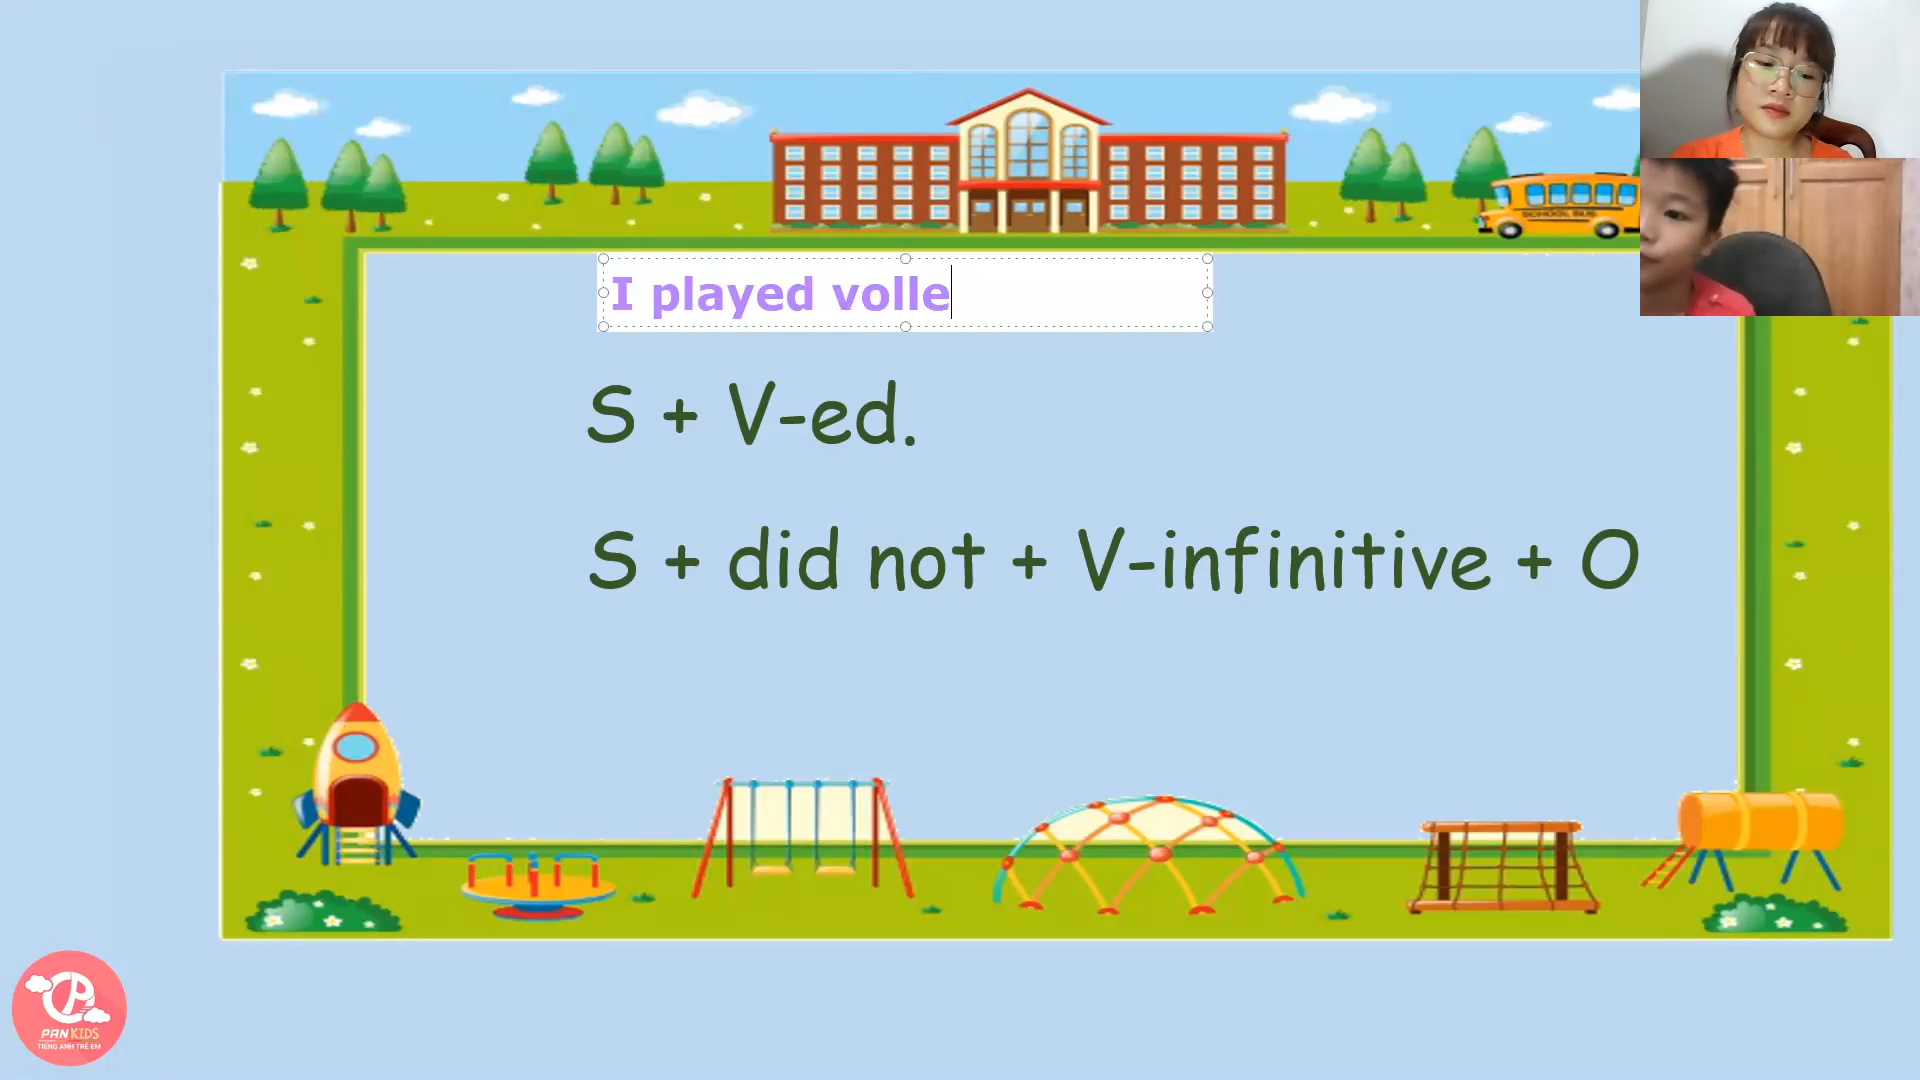 SCHOOL BUS
I played volle
S + V-ed.
S + did not + V-infinitive + O
PAN KIDS
TIẾNG ANH TRẺ EM